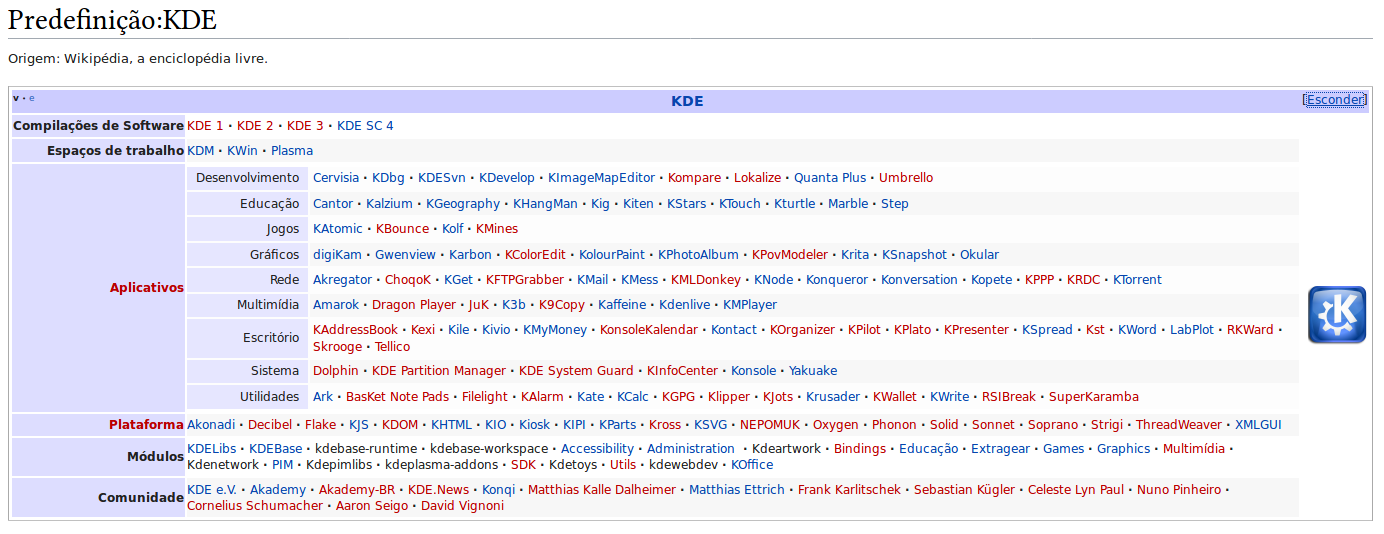 Predefinição:KDE
Origem: Wikipédia, a enciclopédia livre.
v · e KDE [Esconder]
Compilações de Software KDE 1 · KDE 2 · KDE 3 · KDE SC 4
Espaços de trabalho KDM · KWin · Plasma
Aplicativos
Desenvolvimento Cervisia · KDbg · KDESvn · KDevelop · KImageMapEditor · Kompare · Lokalize · Quanta Plus · Umbrello
Educação Cantor · Kalzium · KGeography · KHangMan · Kig · Kiten · KStars · KTouch · Kturtle · Marble · Step
Jogos KAtomic · KBounce · Kolf · KMines
Gráficos digiKam · Gwenview · Karbon · KColorEdit · KolourPaint · KPhotoAlbum · KPovModeler · Krita · KSnapshot · Okular
Rede Akregator · ChoqoK · KGet · KFTPGrabber · KMail · KMess · KMLDonkey · KNode · Konqueror · Konversation · Kopete · KPPP · KRDC · KTorrent
Multimídia Amarok · Dragon Player · JuK · K3b · K9Copy · Kaffeine · Kdenlive · KMPlayer
Escritório KAddressBook · Kexi · Kile · Kivio · KMyMoney · KonsoleKalendar · Kontact · KOrganizer · KPilot · KPlato · KPresenter · KSpread · Kst · KWord · LabPlot · RKWard ·
Skrooge · Tellico
Sistema Dolphin · KDE Partition Manager · KDE System Guard · KInfoCenter · Konsole · Yakuake
Utilidades Ark · BasKet Note Pads · Filelight · KAlarm · Kate · KCalc · KGPG · Klipper · KJots · Krusader · KWallet · KWrite · RSIBreak · SuperKaramba
Plataforma Akonadi · Decibel · Flake · KJS · KDOM · KHTML · KIO · Kiosk · KIPI · KParts · Kross · KSVG · NEPOMUK · Oxygen · Phonon · Solid · Sonnet · Soprano · Strigi · ThreadWeaver · XMLGUI
Módulos KDELibs · KDEBase · kdebase-runtime · kdebase-workspace · Accessibility · Administration · Kdeartwork · Bindings · Educação · Extragear · Games · Graphics · Multimídia ·
Kdenetwork · PIM · Kdepimlibs · kdeplasma-addons · SDK · Kdetoys · Utils · kdewebdev · KOffice
Comunidade KDE e.V. · Akademy · Akademy-BR · KDE.News · Konqi · Matthias Kalle Dalheimer · Matthias Ettrich · Frank Karlitschek · Sebastian Kügler · Celeste Lyn Paul · Nuno Pinheiro ·
Cornelius Schumacher · Aaron Seigo · David Vignoni